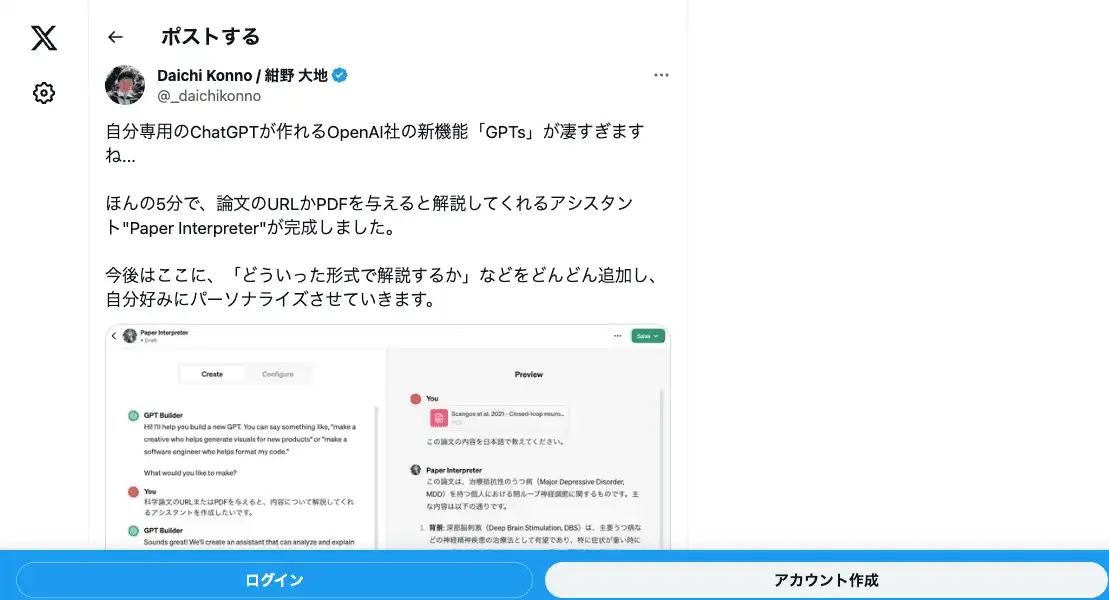 ポストする
Daichi Konno / 紺野 大地
@_daichikonno
自分専用のChatGPTが作れるOpenAI社の新機能「GPTs」が凄すぎます
ね...
ほんの5分で、論文のURLかPDFを与えると解説してくれるアシスタン
ト"Paper Interpreter"が完成しました。
今後はここに、「どういった形式で解説するか」などをどんどん追加し、
自分好みにパーソナライズさせていきます。
Paper Interpreter
Draft
Save
Create
Configure
GPT Builder
Hi! I'll help you build a new GPT. You can say something like, "make a
creative who helps generate visuals for new products" or "make a
software engineer who helps format my code."
What would you like to make?
You
科学論文のURLまたはPDFを与えると、内容について解説してくれ
るアシスタントを作成したいです。
GPT Builder
Sounds great! We'll create an assistant that can analyze and explain
Preview
You
Scangos et al. 2021 - Closed-loop neuro...
PDF
この論文の内容を日本語で教えてください。
Paper Interpreter
この論文は、治療抵抗性のうつ病（Major Depressive Disorder,
MDD）を持つ個人における閉ループ神経調節に関するものです。主
な内容は以下の通りです。
1. 背景: 深部脳刺激（Deep Brain Stimulation, DBS）は、主要うつ病な
どの神経精神疾患の治療法として有望であり、特に症状が重い時に
ログイン
アカウント作成